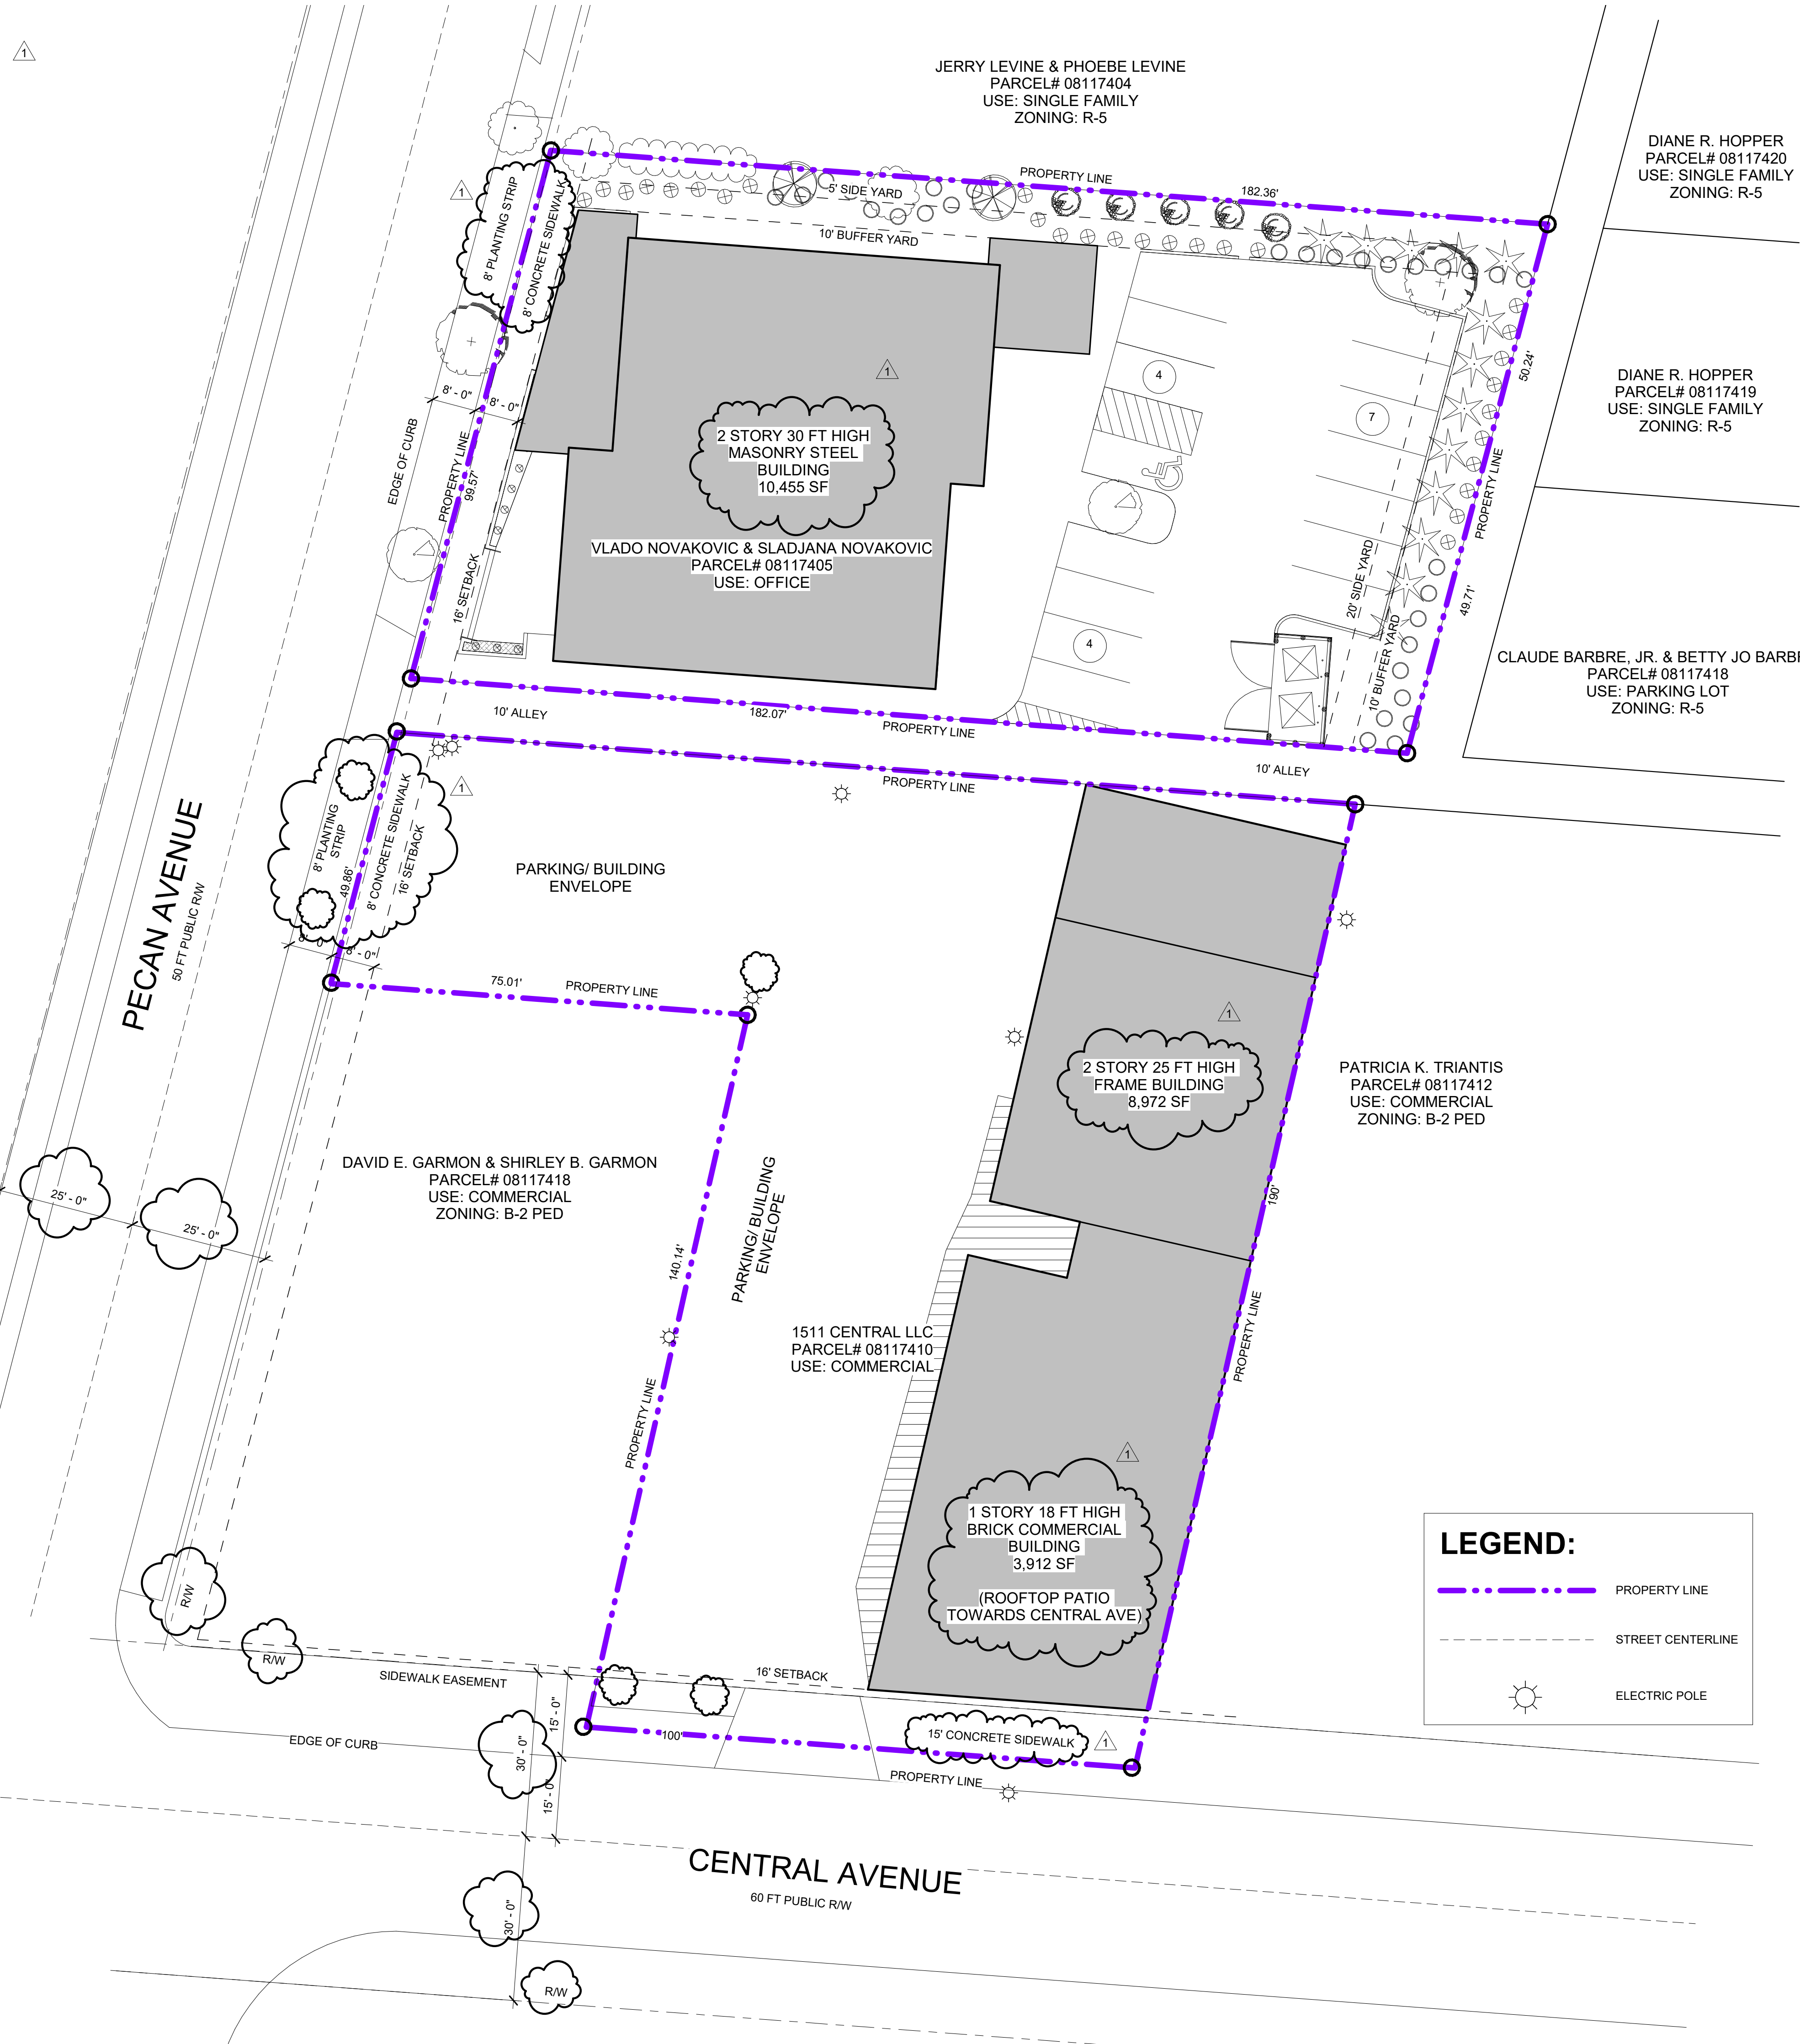 1
JERRY LEVINE & PHOEBE LEVINE
PARCEL# 08117404
USE: SINGLE FAMILY
ZONING: R-5
DIANE R. HOPPER
PARCEL# 08117420
USE: SINGLE FAMILY
ZONING: R-5
1
8' PLANTING STRIP
8' CONCRETE SIDEWALK
5' SIDE YARD
PROPERTY LINE
182.36'
10' BUFFER YARD
DIANE R. HOPPER
PARCEL# 08117419
USE: SINGLE FAMILY
ZONING: R-5
50.24'
1
4
7
8' - 0"
8' - 0"
EDGE OF CURB
PROPERTY LINE
99.57'
2 STORY 30 FT HIGH
MASONRY STEEL
BUILDING
10,455 SF
VLADO NOVAKOVIC & SLADJANA NOVAKOVIC
PARCEL# 08117405
USE: OFFICE
PROPERTY LINE
16' SETBACK
20' SIDE YARD
49.71'
4
10' BUFFER YARD
CLAUDE BARBRE, JR. & BETTY JO BARBR
PARCEL# 08117418
USE: PARKING LOT
ZONING: R-5
10' ALLEY
182.07'
PROPERTY LINE
10' ALLEY
PROPERTY LINE
1
8' PLANTING
STRIP
49.86'
8' CONCRETE SIDEWALK
16' SETBACK
PARKING/ BUILDING
ENVELOPE
PECAN AVENUE
50 FT PUBLIC R/W
8' - 0"
8' - 0"
75.01'
PROPERTY LINE
1
2 STORY 25 FT HIGH
FRAME BUILDING
8,972 SF
PATRICIA K. TRIANTIS
PARCEL# 08117412
USE: COMMERCIAL
ZONING: B-2 PED
DAVID E. GARMON & SHIRLEY B. GARMON
PARCEL# 08117418
USE: COMMERCIAL
ZONING: B-2 PED
25' - 0"
25' - 0"
140.14'
PARKING/ BUILDING
ENVELOPE
190'
1511 CENTRAL LLC
PARCEL# 08117410
USE: COMMERCIAL
PROPERTY LINE
PROPERTY LINE
1
1 STORY 18 FT HIGH
BRICK COMMERCIAL
BUILDING
3,912 SF
(ROOFTOP PATIO
TOWARDS CENTRAL AVE)
LEGEND:
PROPERTY LINE
STREET CENTERLINE
ELECTRIC POLE
R/W
R/W
SIDEWALK EASEMENT
16' SETBACK
15' - 0"
30' - 0"
15' - 0"
100'
15' CONCRETE SIDEWALK
1
EDGE OF CURB
PROPERTY LINE
CENTRAL AVENUE
60 FT PUBLIC R/W
30' - 0"
R/W